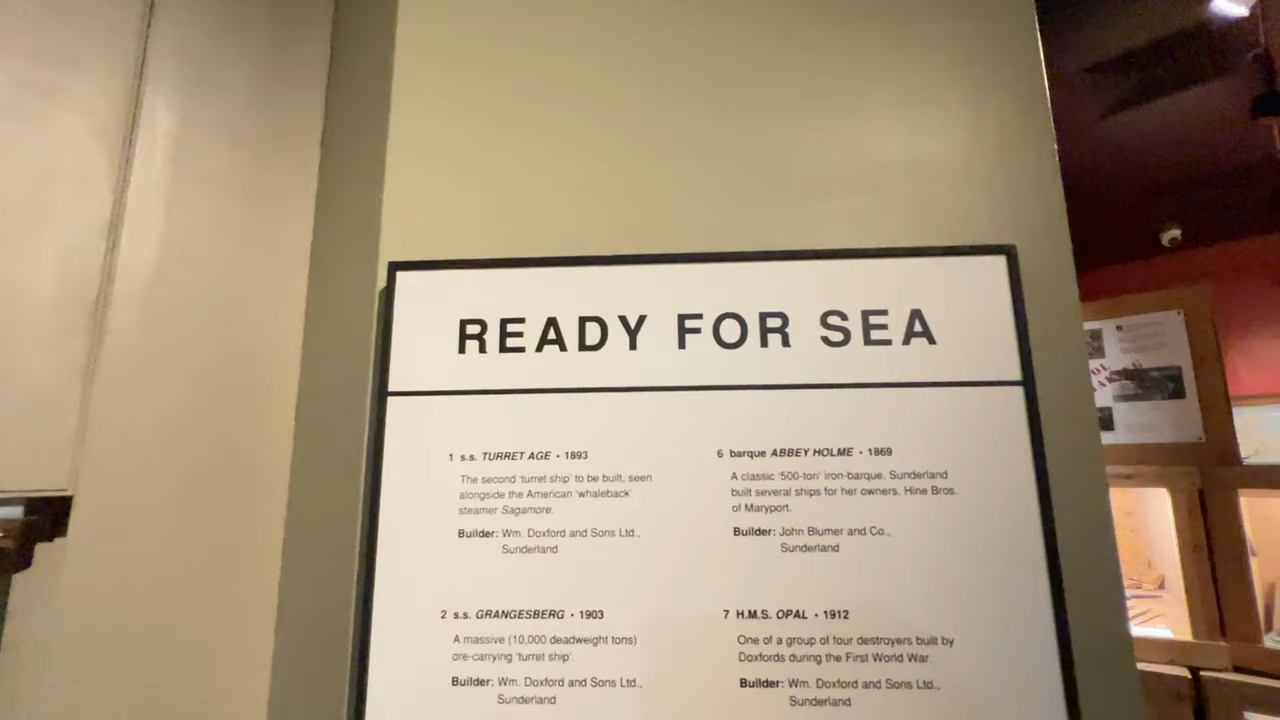 READY FOR SEA
1 s.s. TURRET AGE • 1893
The second 'turret ship' to be built, seen
alongside the American 'whaleback'
steamer Sagamore.
Builder: Wm. Doxford and Sons Ltd.,
Sunderland
2 s.s. GRANGESBERG • 1903
A massive (10,000 deadweight tons)
ore-carrying 'turret ship'.
Builder: Wm. Doxford and Sons Ltd.,
Sunderland
6 barque ABBEY HOLME • 1869
A classic '500-ton' iron-barque. Sunderland
built several ships for her owners, Hine Bros.
of Maryport.
Builder: John Blumer and Co.,
Sunderland
7 H.M.S. OPAL • 1912
One of a group of four destroyers built by
Doxfords during the First World War.
Builder: Wm. Doxford and Sons Ltd.,
Sunderland